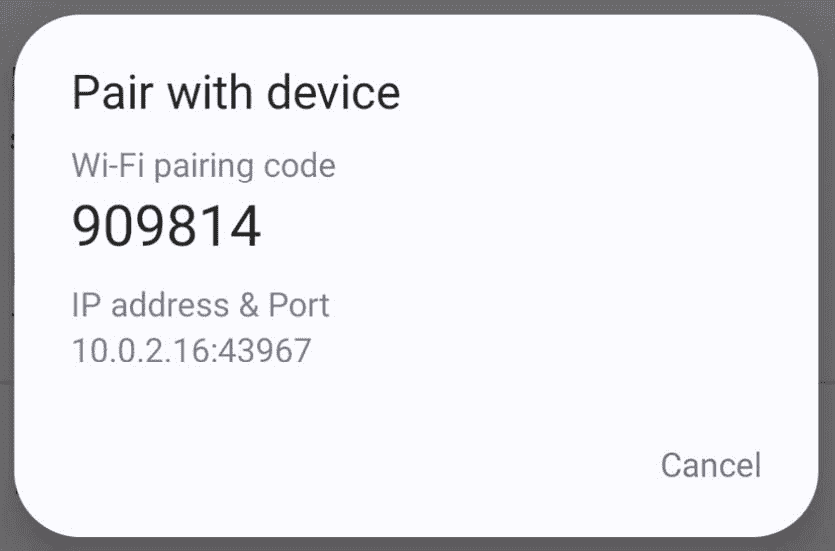 Pair with device
Wi-Fi pairing code
909814
IP address & Port
10.0.2.16:43967
Cancel